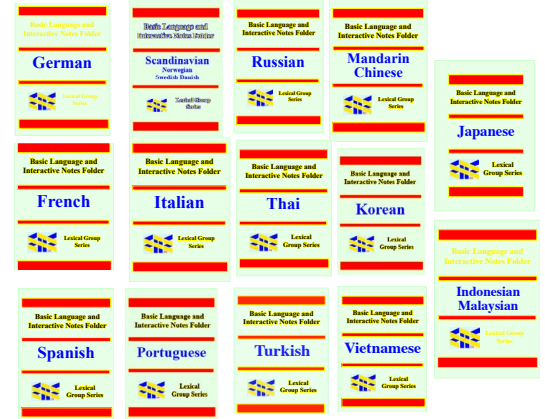 Basic Language and
Interactive Notes Folder
German
Lexical Group
Series
Basic Language and
Interactive Notes Folder
Scandinavian
Norwegian
Swedish Danish
Lexical Group
Series
Basic Language and
Interactive Notes Folder
Russian
Lexical Group
Series
Basic Language and
Interactive Notes Folder
Mandarin
Chinese
Lexical Group
Series
Basic Language and
Interactive Notes Folder
Japanese
Lexical
Group Series
Basic Language and
Interactive Notes Folder
French
Lexical Group
Series
Basic Language and
Interactive Notes Folder
Italian
Lexical Group
Series
Basic Language and
Interactive Notes Folder
Thai
Lexical
Group Series
Basic Language and
Interactive Notes Folder
Korean
Lexical
Group Series
Basic Language and
Interactive Notes Folder
Indonesian
Malaysian
Lexical Group
Series
Basic Language and
Interactive Notes Folder
Spanish
Lexical
Group Series
Basic Language and
Interactive Notes Folder
Portuguese
Lexical
Group Series
Basic Language and
Interactive Notes Folder
Turkish
Lexical
Group Series
Basic Language and
Interactive Notes Folder
Vietnamese
Lexical
Group Series